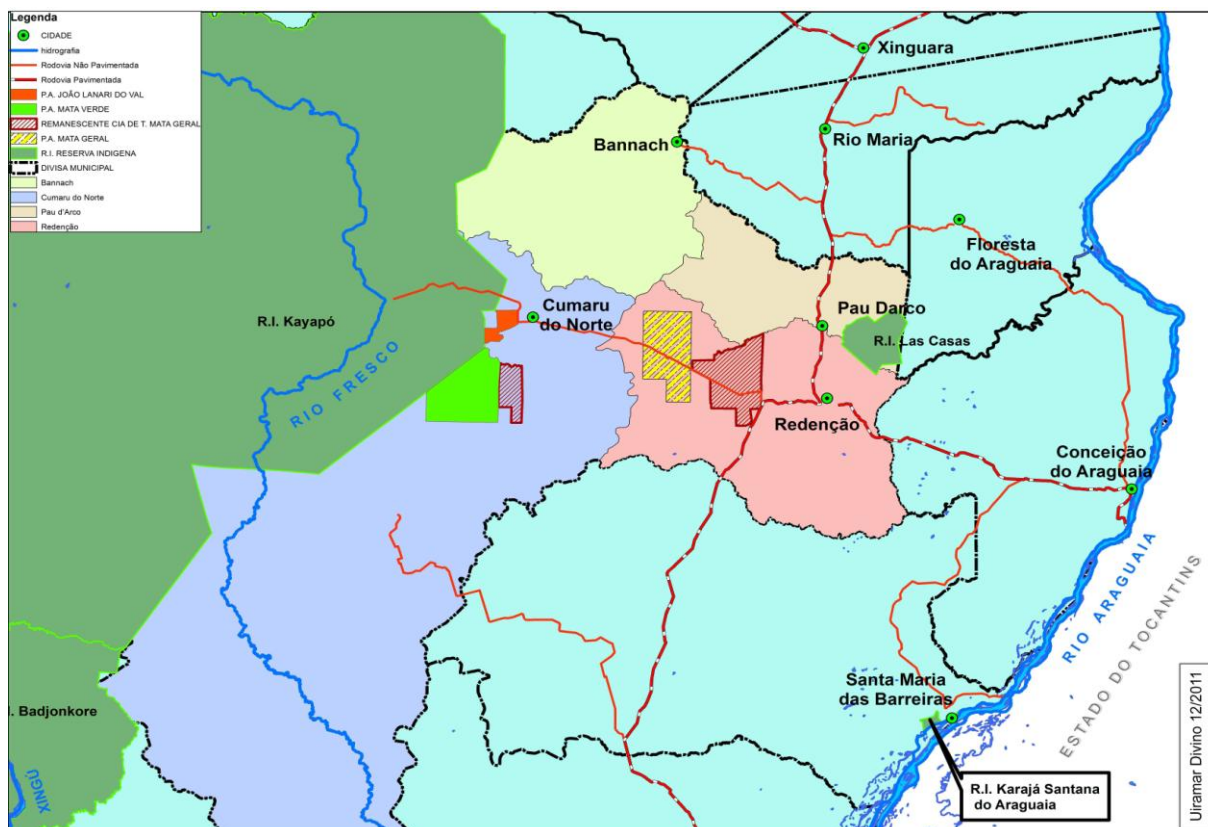 Legenda
CIDADE
hidrografia
Rodovia Não Pavimentada
Rodovia Pavimentada
P.A. JOÃO LANARI DO VAL
P.A. MATA VERDE
REMANESCENTE CIA DE T. MATA GERAL
P.A. MATA GERAL
R.I. RESERVA INDIGENA
DIVISA MUNICIPAL
Bannach
Cumaru do Norte
Pau d'Arco
Redenção
Xinguara
Bannach
Rio Maria
Floresta
do Araguaia
R.I. Kayapó
Cumaru
do Norte
Pau Darco
R.I. Las Casas
RIO FRESCO
Redenção
Conceição
do Araguaia
RIO ARAGUAIA
ESTADO DO TOCANTINS
Santa Maria
das Barreiras
I. Badjonkore
XINGÚ
R.I. Karajá Santana
do Araguaia
Uiramar Divino 12/2011